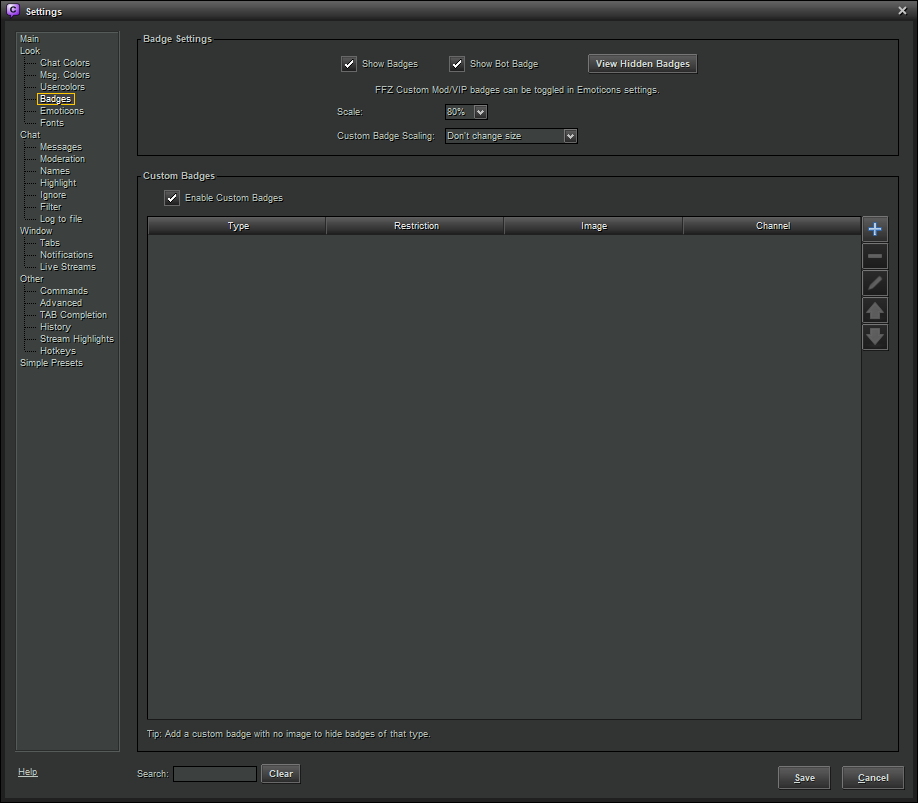 Settings
Main
Look
Chat Colors
Msg. Colors
Usercolors
Badges
Emoticons
Fonts
Chat
Messages
Moderation
Names
Highlight
Ignore
Filter
Log to file
Window
Tabs
Notifications
Live Streams
Other
Commands
Advanced
TAB Completion
History
Stream Highlights
Hotkeys
Simple Presets
Help
Badge Settings
Show Badges Show Bot Badge View Hidden Badges
FFZ Custom Mod/VIP badges can be toggled in Emoticons settings.
Scale: 80%
Custom Badge Scaling: Don't change size
Custom Badges
Enable Custom Badges
Type Restriction Image Channel
Tip: Add a custom badge with no image to hide badges of that type.
Search: Clear
Save Cancel